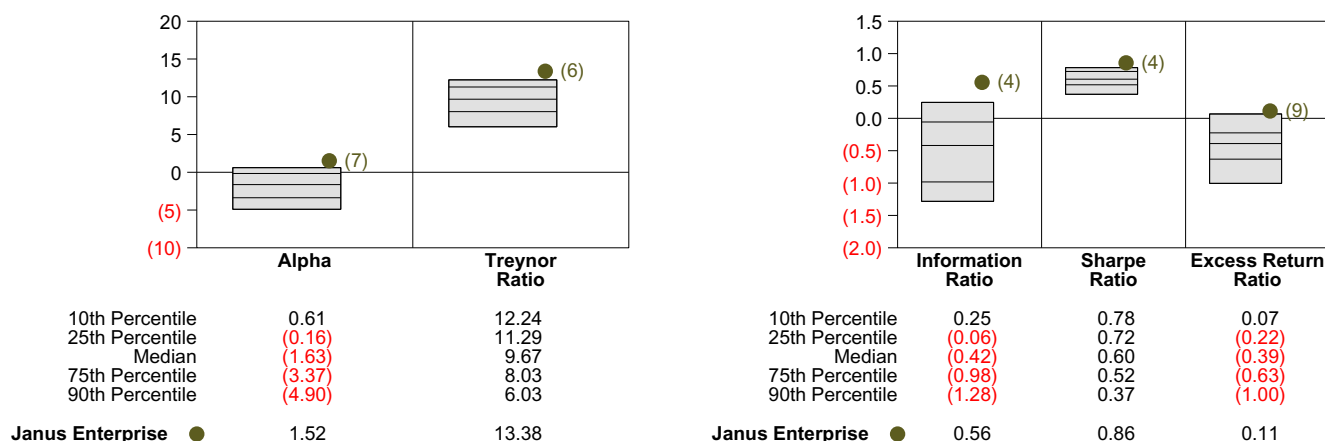 20
15
10
5
0
(5)
(10)
(7)
(6)
Alpha
Treynor
Ratio
10th Percentile 0.61 12.24
25th Percentile (0.16) 11.29
Median (1.63) 9.67
75th Percentile (3.37) 8.03
90th Percentile (4.90) 6.03
Janus Enterprise 1.52 13.38
1.5
1.0
0.5
0.0
(0.5)
(1.0)
(1.5)
(2.0)
(4)
(4)
(9)
Information
Ratio
Sharpe
Ratio
Excess Return
Ratio
10th Percentile 0.25 0.78 0.07
25th Percentile (0.06) 0.72 (0.22)
Median (0.42) 0.60 (0.39)
75th Percentile (0.98) 0.52 (0.63)
90th Percentile (1.28) 0.37 (1.00)
Janus Enterprise 0.56 0.86 0.11